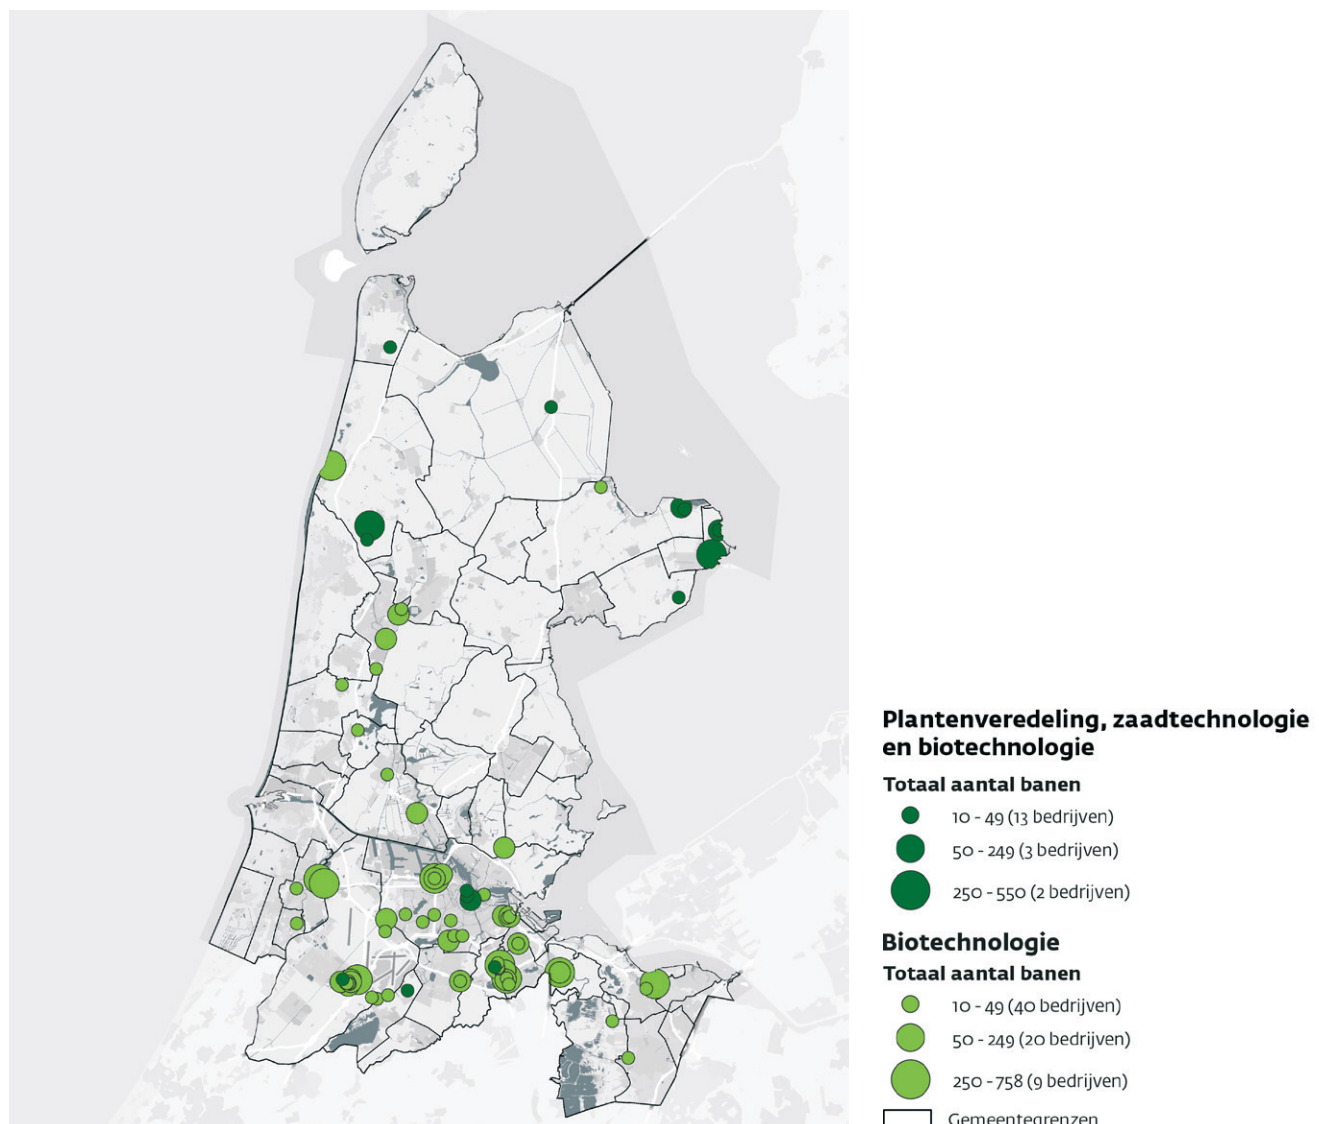 Plantenveredeling, zaadtechnologie
en biotechnologie
Totaal aantal banen
10 - 49 (13 bedrijven)
50 - 249 (3 bedrijven)
250 - 550 (2 bedrijven)
Biotechnologie
Totaal aantal banen
10 - 49 (40 bedrijven)
50 - 249 (20 bedrijven)
250 - 758 (9 bedrijven)
Gemeentegrenzen